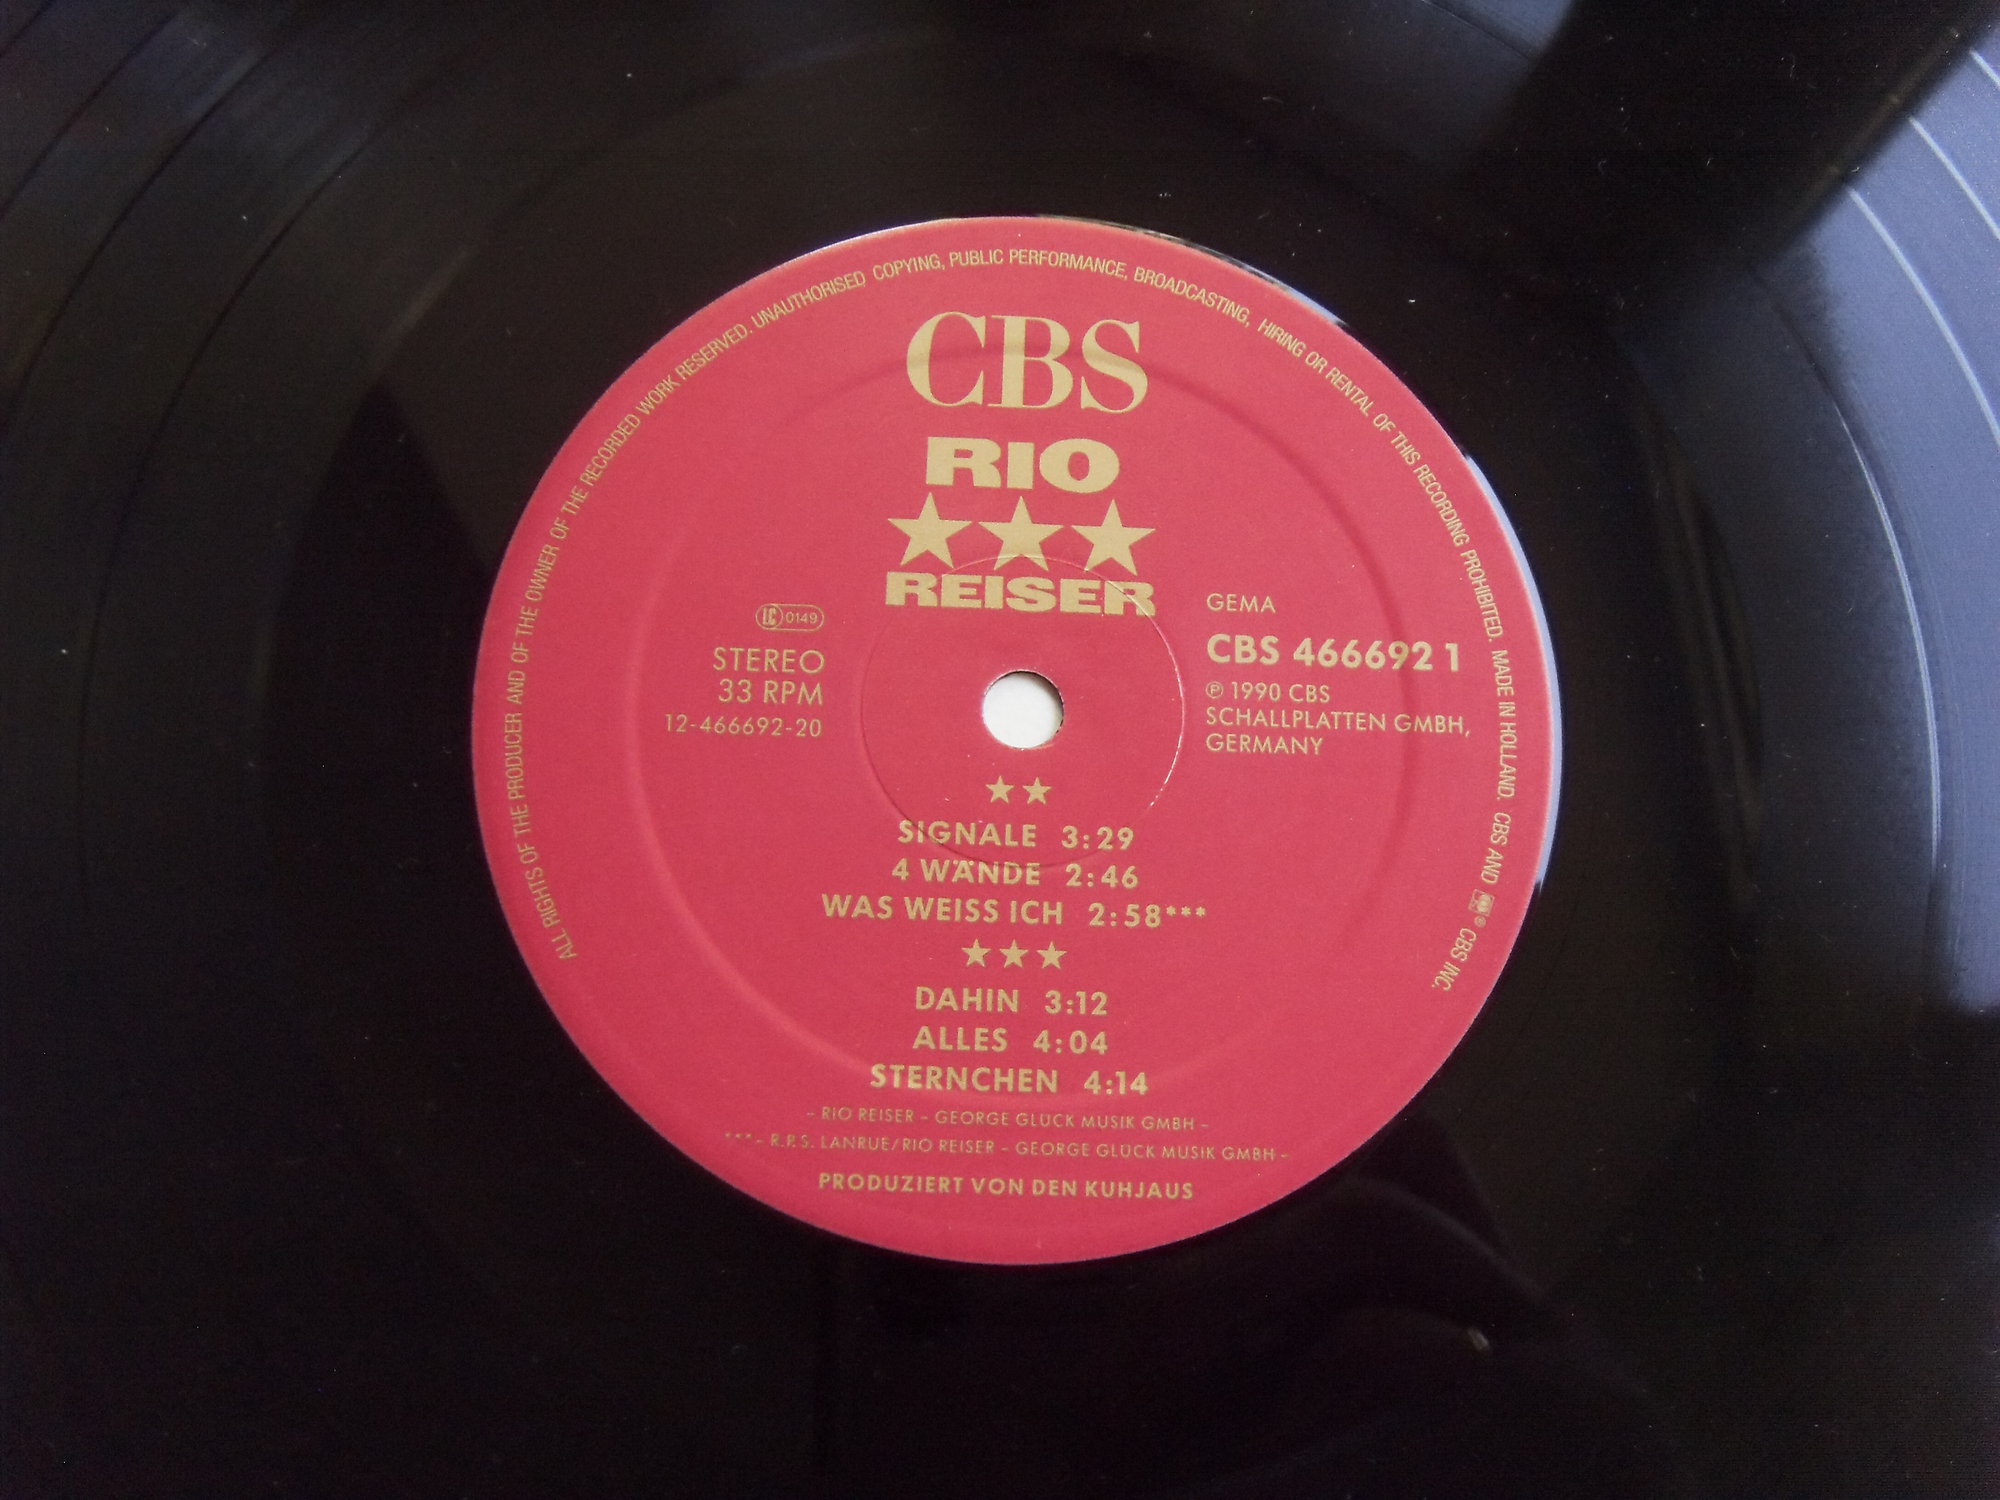 ALL RIGHTS OF THE PRODUCER AND OF THE OWNER OF THE RECORDED WORK RESERVED. UNAUTHORISED COPYING, PUBLIC PERFORMANCE, BROADCASTING, HIRING OR RENTAL OF THIS RECORDING PROHIBITED. MADE IN HOLLAND. CBS AND ® CBS INC.
CBS
RIO
★★★
REISER
LC 0149
STEREO
33 RPM
12-466692-20
GEMA
CBS 466692 1
℗ 1990 CBS
SCHALLPLATTEN GMBH,
GERMANY
★★
SIGNALE 3:29
4 WÄNDE 2:46
WAS WEISS ICH 2:58***
★★★
DAHIN 3:12
ALLES 4:04
STERNCHEN 4:14
– RIO REISER – GEORGE GLÜCK MUSIK GMBH –
*** – R.P.S. LANRUE/RIO REISER – GEORGE GLÜCK MUSIK GMBH –
PRODUZIERT VON DEN KUHJAUS